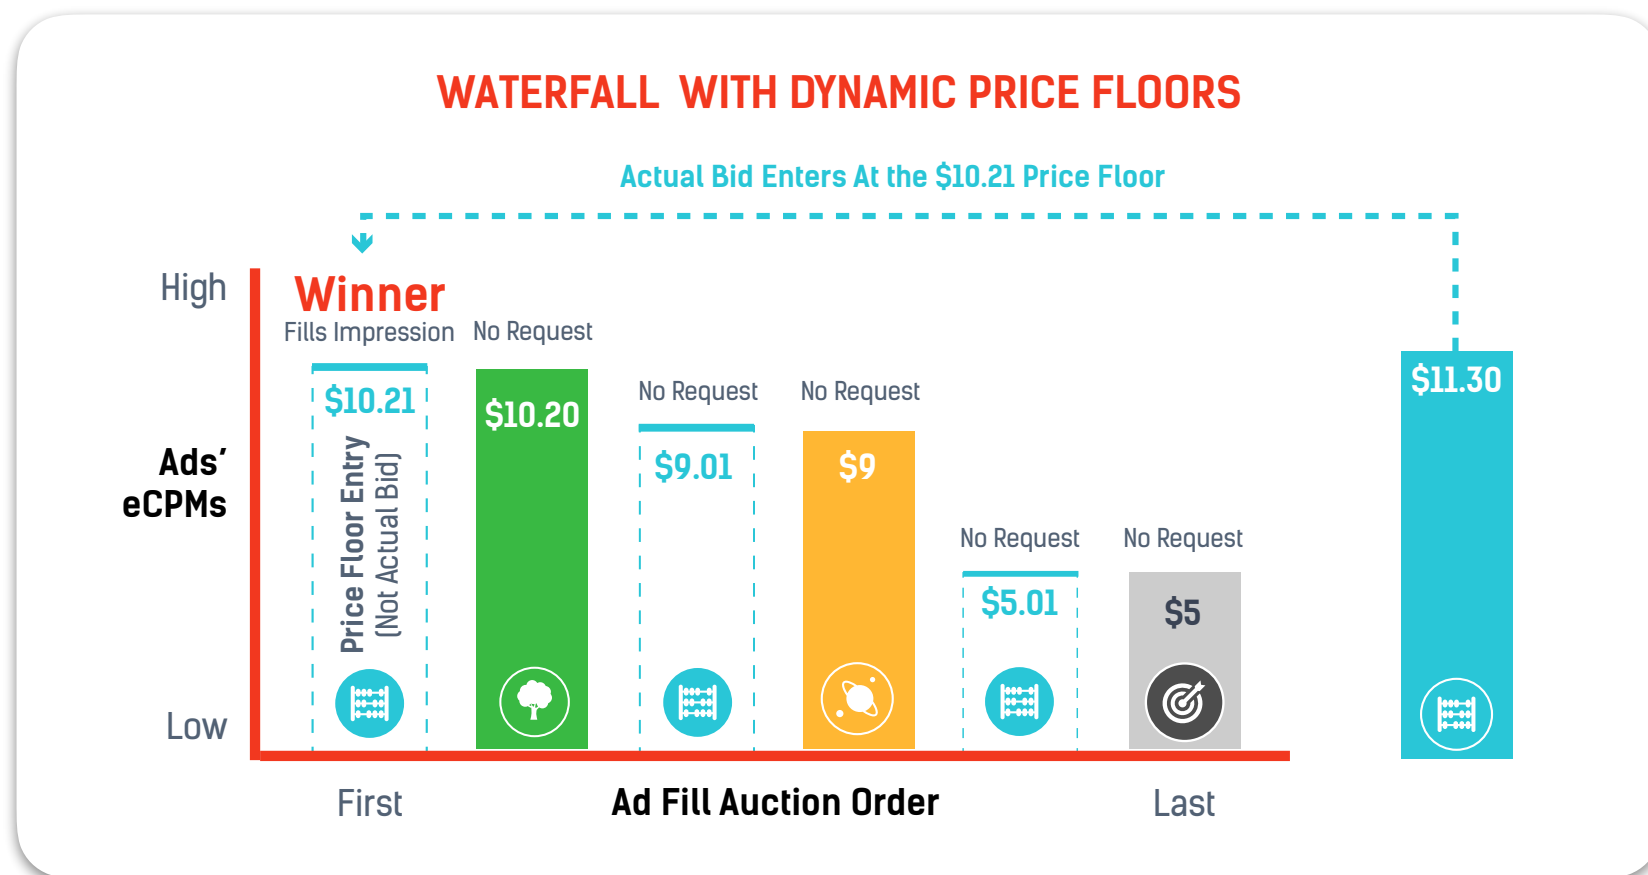 WATERFALL WITH DYNAMIC PRICE FLOORS
Actual Bid Enters At the $10.21 Price Floor
High
Winner
Fills Impression
No Request
No Request
No Request
$10.21
$10.20
$11.30
Price Floor Entry
(Not Actual Bid)
Ads’
eCPMs
$9.01
$9
No Request
No Request
$5.01
$5
Low
First
Ad Fill Auction Order
Last